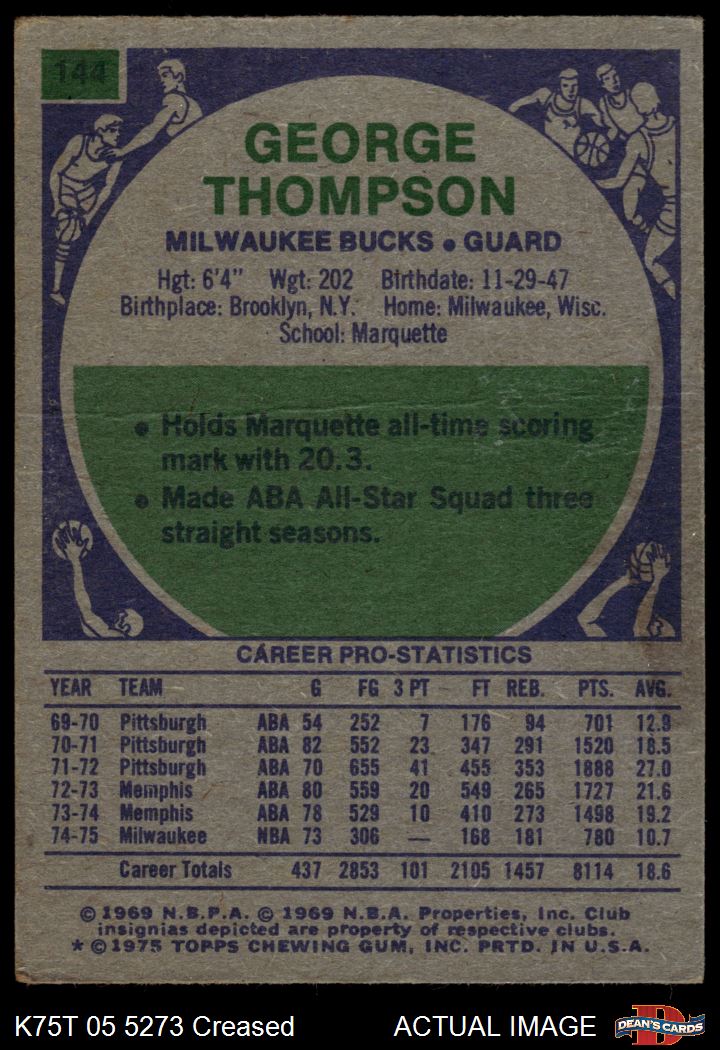 144
GEORGE
THOMPSON
MILWAUKEE BUCKS • GUARD
Hgt: 6'4" Wgt: 202 Birthdate: 11-29-47
Birthplace: Brooklyn, N.Y. Home: Milwaukee, Wisc.
School: Marquette
• Holds Marquette all-time scoring
mark with 20.3.
• Made ABA All-Star Squad three
straight seasons.
CAREER PRO-STATISTICS
YEAR TEAM G FG 3 PT FT REB. PTS. AVG.
69-70 Pittsburgh ABA 54 252 7 176 94 701 12.9
70-71 Pittsburgh ABA 82 552 23 347 291 1520 18.5
71-72 Pittsburgh ABA 70 655 41 455 353 1888 27.0
72-73 Memphis ABA 80 559 20 549 265 1727 21.6
73-74 Memphis ABA 78 529 10 410 273 1498 19.2
74-75 Milwaukee NBA 73 306 — 168 181 780 10.7
Career Totals 437 2853 101 2105 1457 8114 18.6
© 1969 N.B.P.A. © 1969 N.B.A. Properties, Inc. Club
insignias depicted are property of respective clubs.
* © 1975 TOPPS CHEWING GUM, INC. PRTD. IN U.S.A.
K75T 05 5273 Creased ACTUAL IMAGE D DEAN'S CARDS